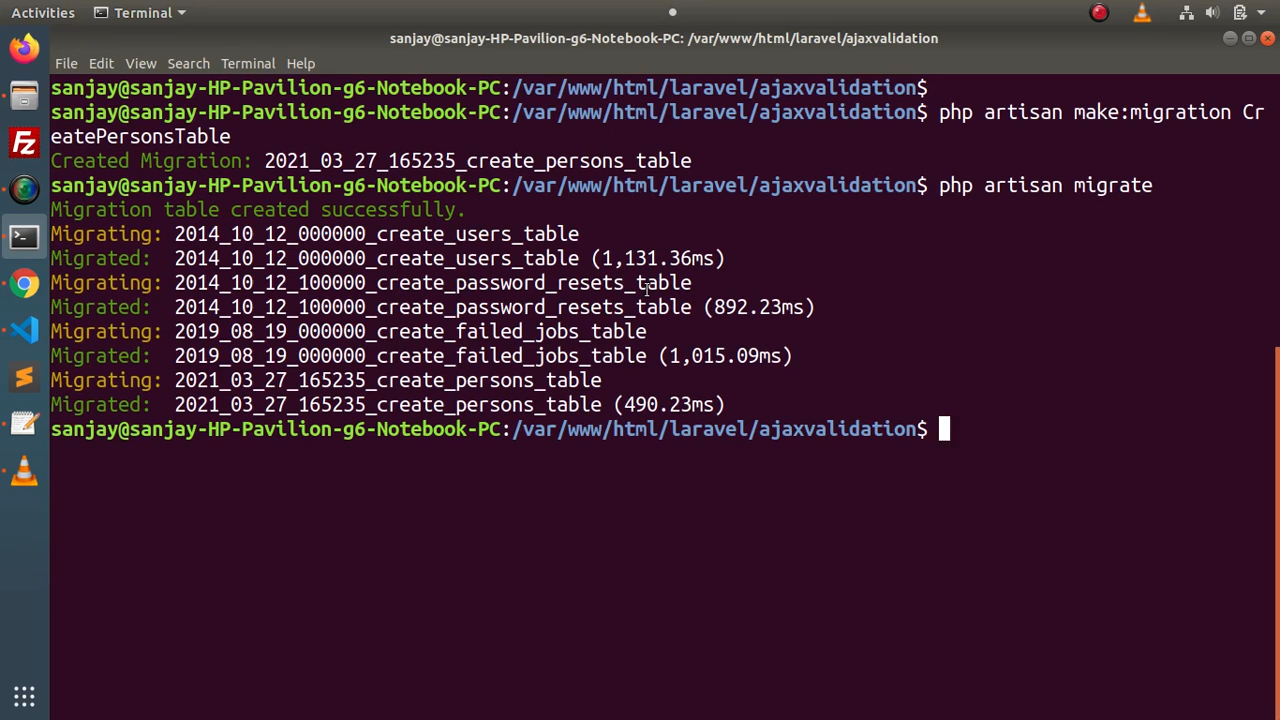 Activities Terminal
sanjay@sanjay-HP-Pavilion-g6-Notebook-PC: /var/www/html/laravel/ajaxvalidation
File Edit View Search Terminal Help
sanjay@sanjay-HP-Pavilion-g6-Notebook-PC:/var/www/html/laravel/ajaxvalidation$
sanjay@sanjay-HP-Pavilion-g6-Notebook-PC:/var/www/html/laravel/ajaxvalidation$ php artisan make:migration Cr
eatePersonsTable
Created Migration: 2021_03_27_165235_create_persons_table
sanjay@sanjay-HP-Pavilion-g6-Notebook-PC:/var/www/html/laravel/ajaxvalidation$ php artisan migrate
Migration table created successfully.
Migrating: 2014_10_12_000000_create_users_table
Migrated: 2014_10_12_000000_create_users_table (1,131.36ms)
Migrating: 2014_10_12_100000_create_password_resets_table
Migrated: 2014_10_12_100000_create_password_resets_table (892.23ms)
Migrating: 2019_08_19_000000_create_failed_jobs_table
Migrated: 2019_08_19_000000_create_failed_jobs_table (1,015.09ms)
Migrating: 2021_03_27_165235_create_persons_table
Migrated: 2021_03_27_165235_create_persons_table (490.23ms)
sanjay@sanjay-HP-Pavilion-g6-Notebook-PC:/var/www/html/laravel/ajaxvalidation$